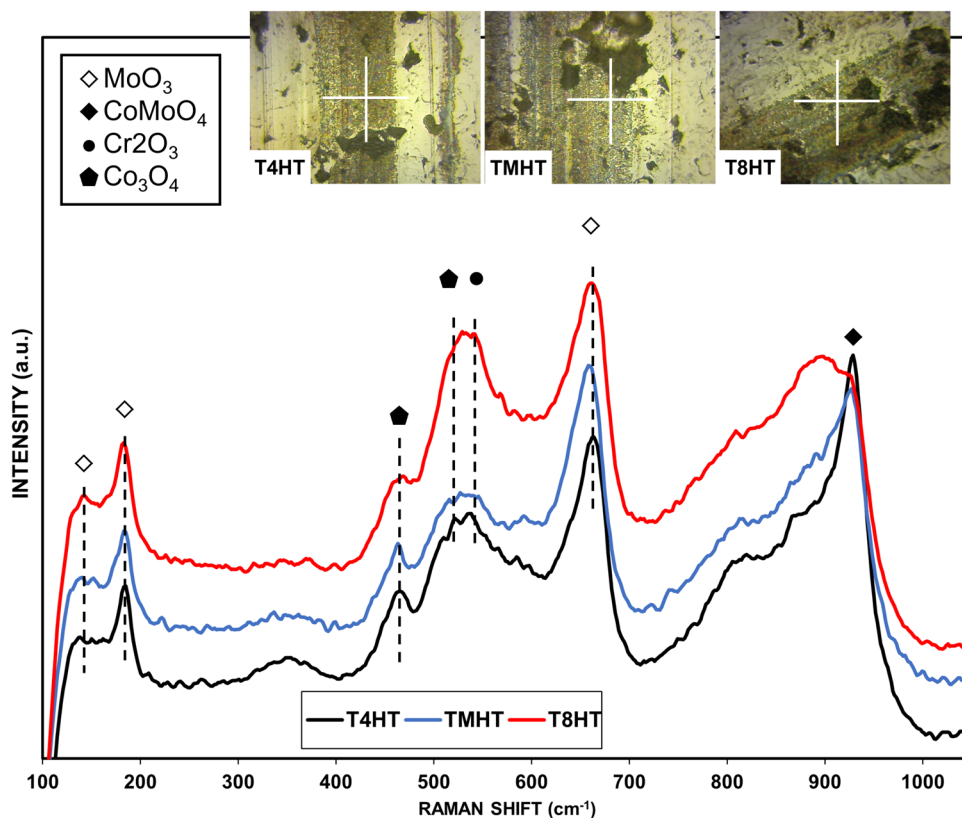 MoO₃
CoMoO₄
Cr2O₃
Co₃O₄
T4HT
TMHT
T8HT
INTENSITY (a.u.)
T4HT TMHT T8HT
100 200 300 400 500 600 700 800 900 1000
RAMAN SHIFT (cm⁻¹)